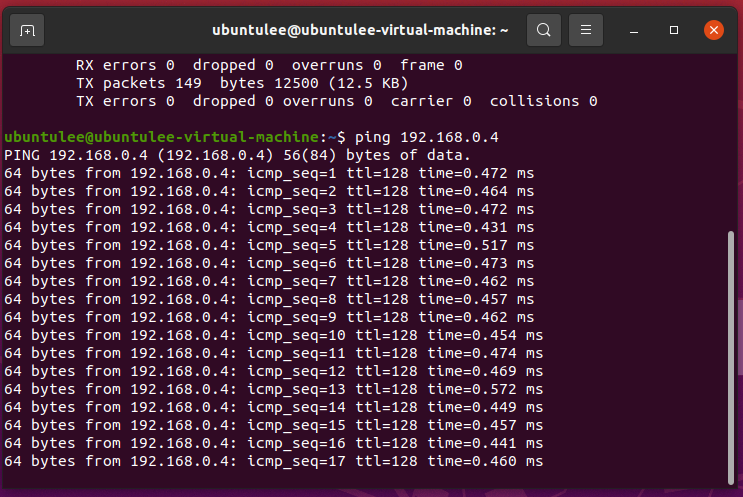 ubuntulee@ubuntulee-virtual-machine: ~
RX errors 0  dropped 0  overruns 0  frame 0
TX packets 149  bytes 12500 (12.5 KB)
TX errors 0  dropped 0 overruns 0  carrier 0  collisions 0
ubuntulee@ubuntulee-virtual-machine:~$ ping 192.168.0.4
PING 192.168.0.4 (192.168.0.4) 56(84) bytes of data.
64 bytes from 192.168.0.4: icmp_seq=1 ttl=128 time=0.472 ms
64 bytes from 192.168.0.4: icmp_seq=2 ttl=128 time=0.464 ms
64 bytes from 192.168.0.4: icmp_seq=3 ttl=128 time=0.472 ms
64 bytes from 192.168.0.4: icmp_seq=4 ttl=128 time=0.431 ms
64 bytes from 192.168.0.4: icmp_seq=5 ttl=128 time=0.517 ms
64 bytes from 192.168.0.4: icmp_seq=6 ttl=128 time=0.473 ms
64 bytes from 192.168.0.4: icmp_seq=7 ttl=128 time=0.462 ms
64 bytes from 192.168.0.4: icmp_seq=8 ttl=128 time=0.457 ms
64 bytes from 192.168.0.4: icmp_seq=9 ttl=128 time=0.462 ms
64 bytes from 192.168.0.4: icmp_seq=10 ttl=128 time=0.454 ms
64 bytes from 192.168.0.4: icmp_seq=11 ttl=128 time=0.474 ms
64 bytes from 192.168.0.4: icmp_seq=12 ttl=128 time=0.469 ms
64 bytes from 192.168.0.4: icmp_seq=13 ttl=128 time=0.572 ms
64 bytes from 192.168.0.4: icmp_seq=14 ttl=128 time=0.449 ms
64 bytes from 192.168.0.4: icmp_seq=15 ttl=128 time=0.457 ms
64 bytes from 192.168.0.4: icmp_seq=16 ttl=128 time=0.441 ms
64 bytes from 192.168.0.4: icmp_seq=17 ttl=128 time=0.460 ms